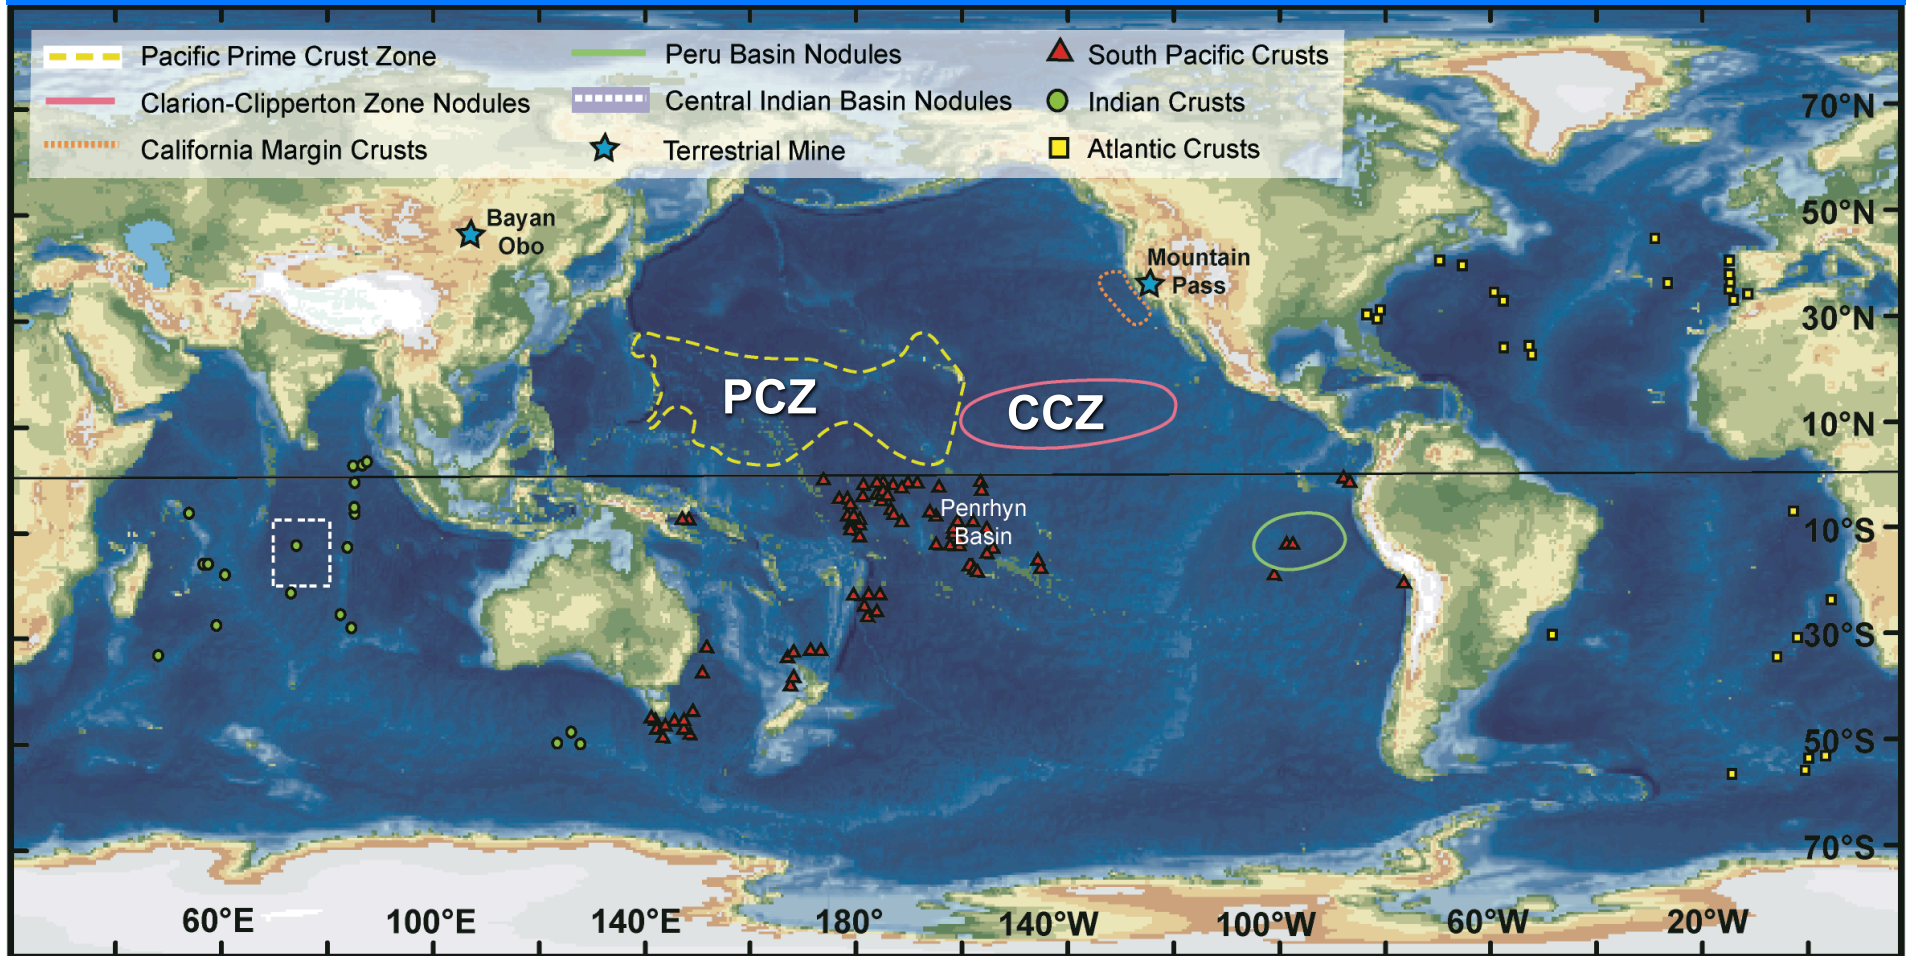 Pacific Prime Crust Zone
Clarion-Clipperton Zone Nodules
California Margin Crusts
Peru Basin Nodules
Central Indian Basin Nodules
Terrestrial Mine
South Pacific Crusts
Indian Crusts
Atlantic Crusts
70°N
50°N
30°N
10°N
10°S
30°S
50°S
70°S
Bayan
Obo
Mountain
Pass
PCZ
CCZ
Penrhyn
Basin
60°E
100°E
140°E
180°
140°W
100°W
60°W
20°W